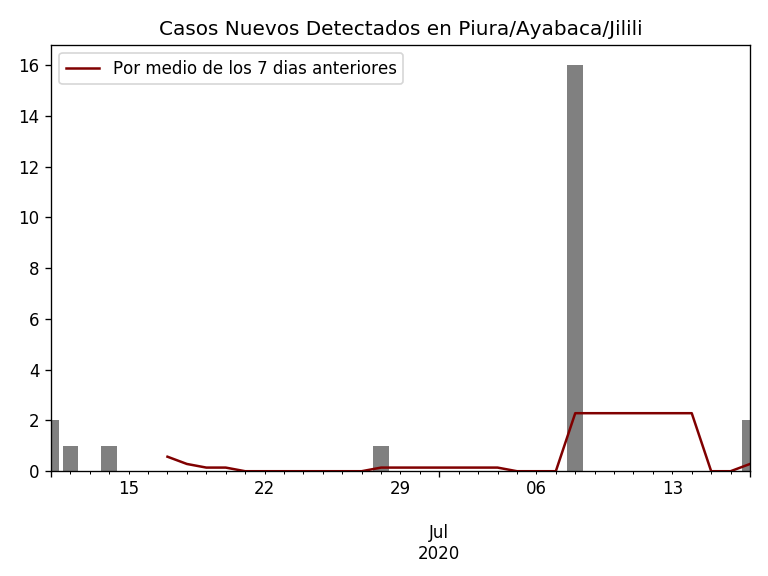 Casos Nuevos Detectados en Piura/Ayabaca/Jilili
Por medio de los 7 dias anteriores
16
14
12
10
8
6
4
2
0
15 22 29 06 13
Jul
2020